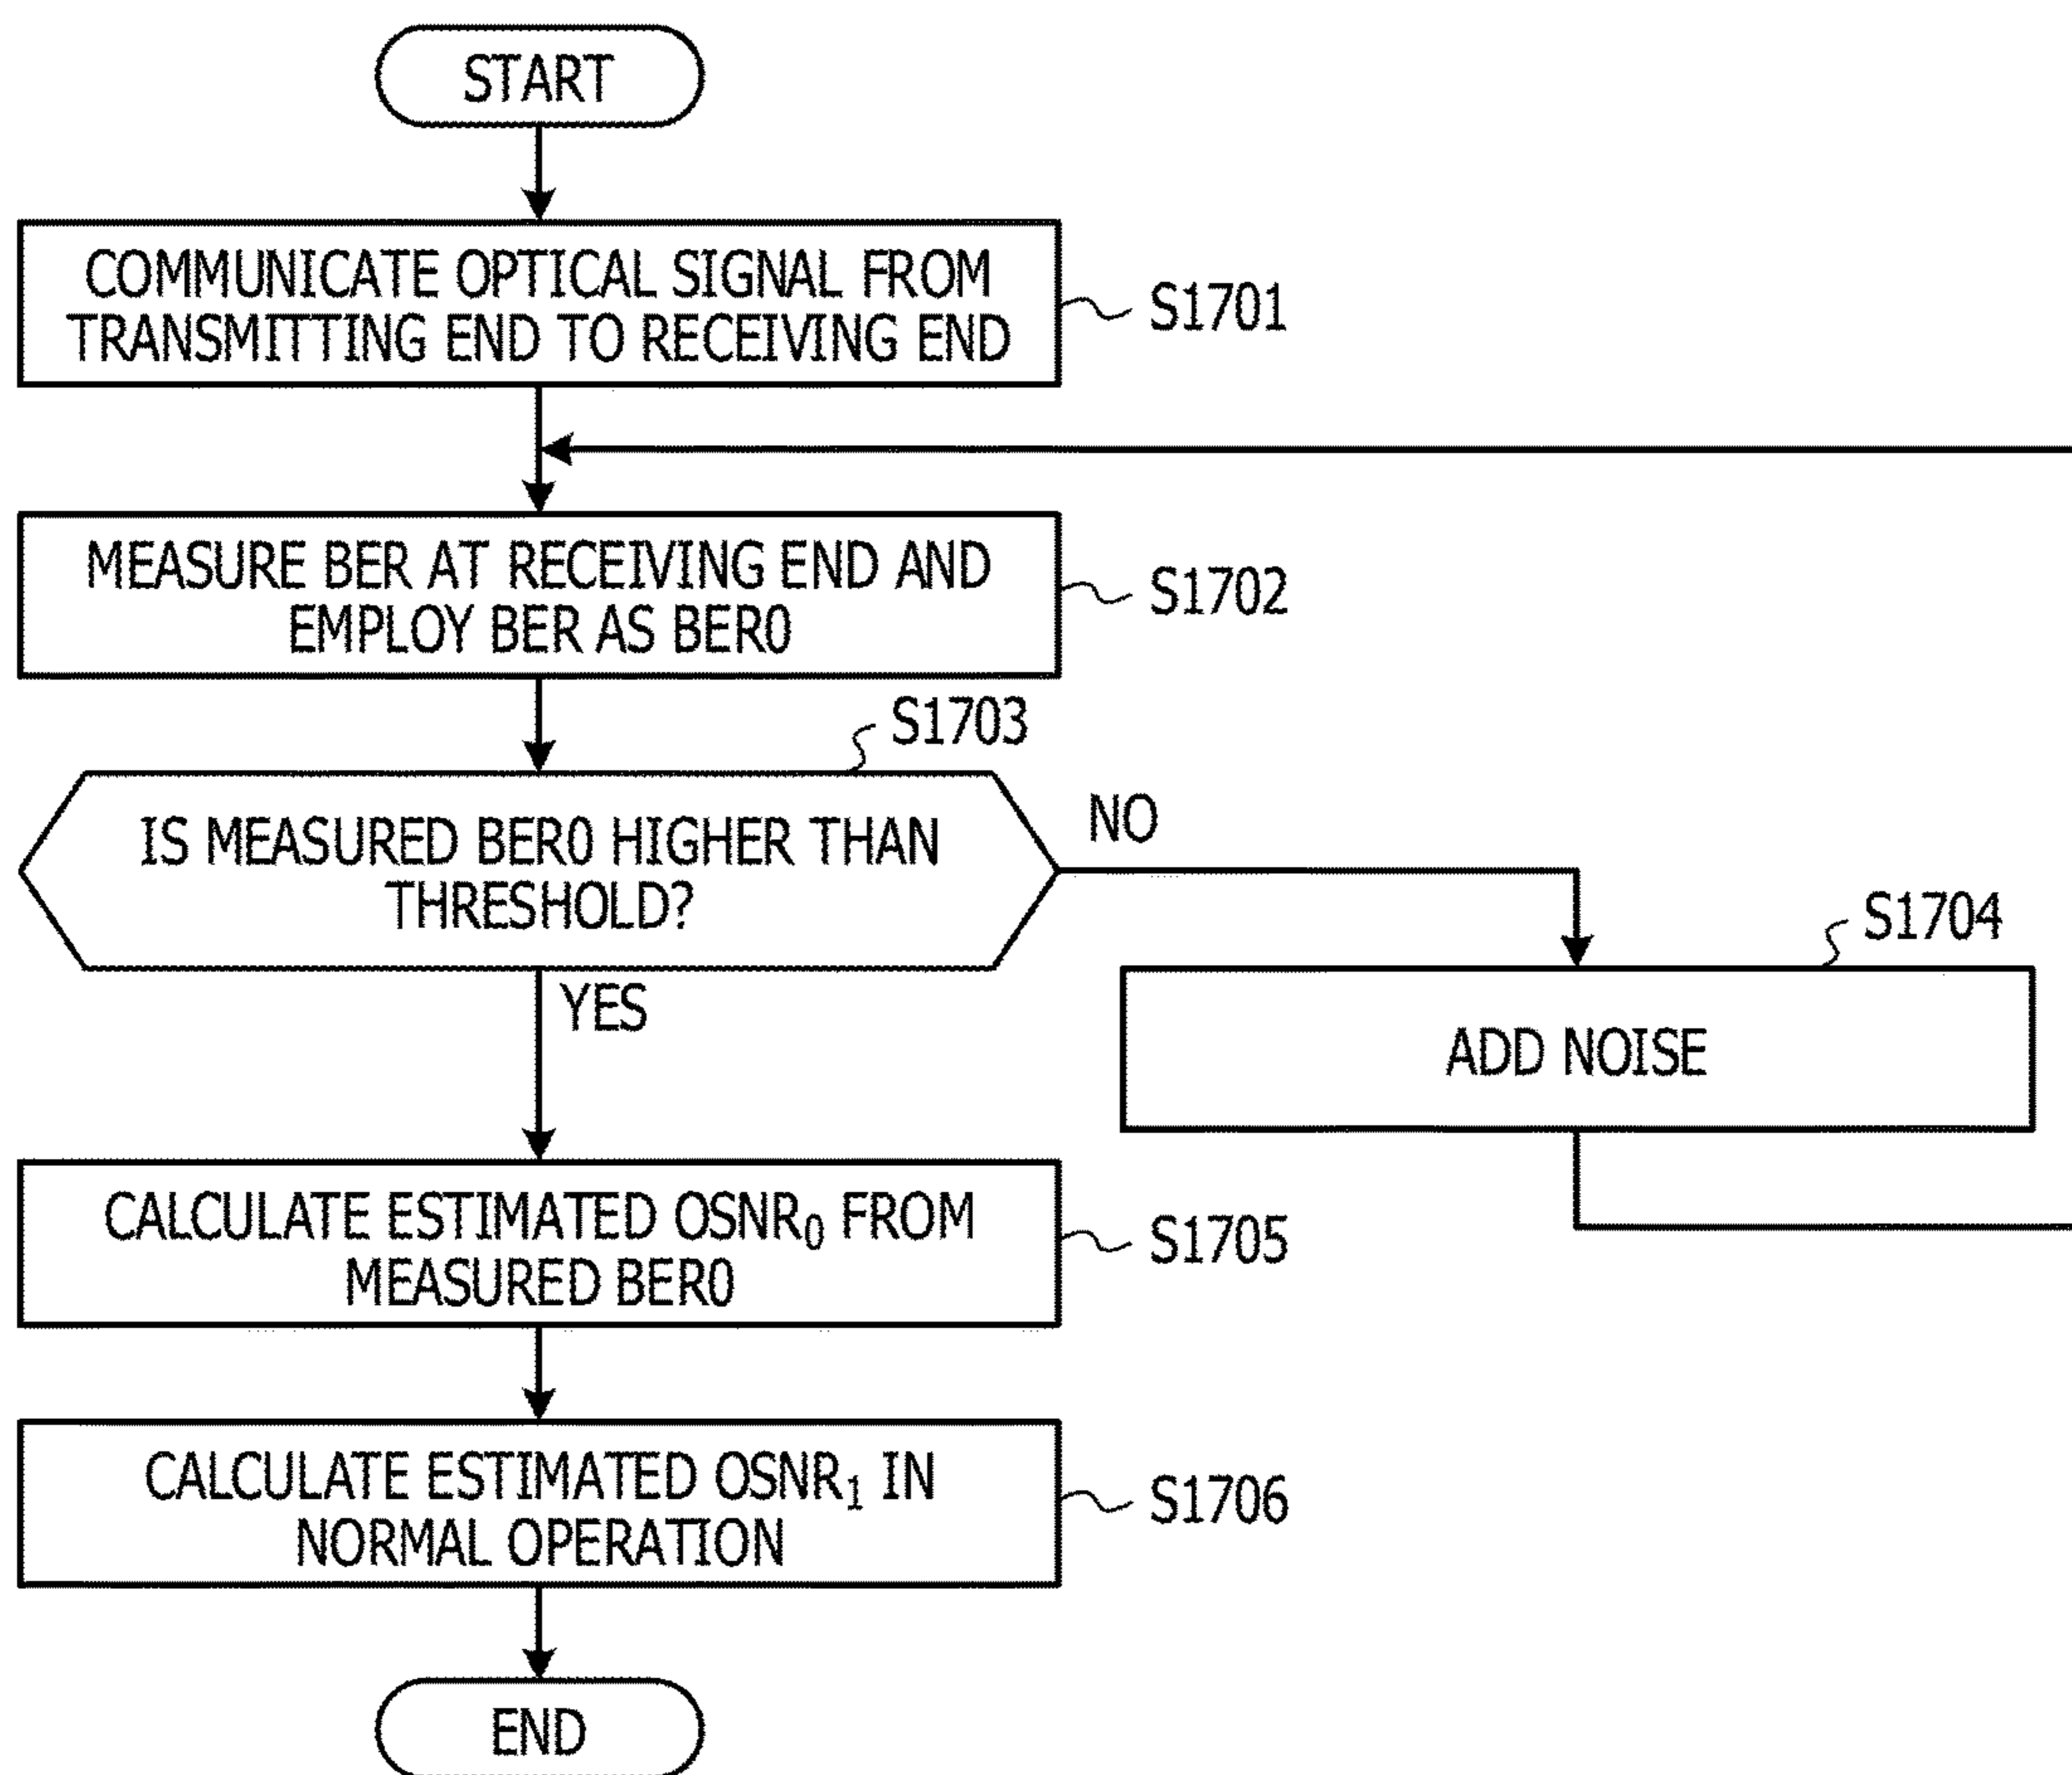 START
COMMUNICATE OPTICAL SIGNAL FROM
TRANSMITTING END TO RECEIVING END
S1701
MEASURE BER AT RECEIVING END AND
EMPLOY BER AS BER0
S1702
S1703
IS MEASURED BER0 HIGHER THAN
THRESHOLD?
NO
YES
S1704
ADD NOISE
CALCULATE ESTIMATED OSNR₀ FROM
MEASURED BER0
S1705
CALCULATE ESTIMATED OSNR₁ IN
NORMAL OPERATION
S1706
END